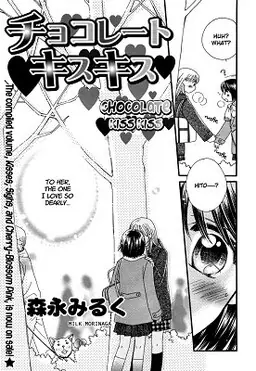 チョコレート
キスキス
CHOCOLATE
KISS KISS
HUH?
WHAT?
HITO—?
TO HER,
THE ONE
I LOVE SO
DEARLY...
森永みるく
MILK MORINAGA
The compiled volume, Kisses, Sighs, and Cherry-Blossom Pink, is now on sale!★